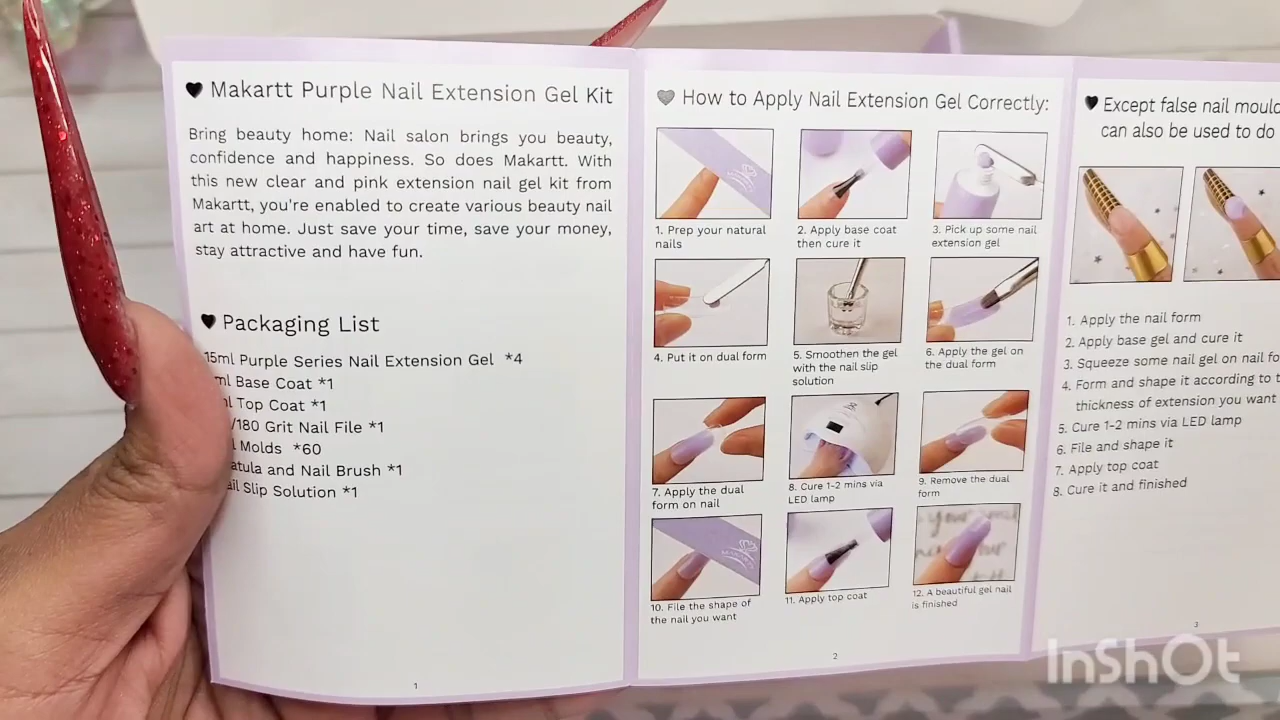 Makartt Purple Nail Extension Gel Kit
Bring beauty home: Nail salon brings you beauty,
confidence and happiness. So does Makartt. With
this new clear and pink extension nail gel kit from
Makartt, you're enabled to create various beauty nail
art at home. Just save your time, save your money,
stay attractive and have fun.
Packaging List
15ml Purple Series Nail Extension Gel *4
Base Coat *1
Top Coat *1
/180 Grit Nail File *1
Molds *60
and Nail Brush *1
Slip Solution *1
1
How to Apply Nail Extension Gel Correctly:
1. Prep your natural
nails
2. Apply base coat
then cure it
3. Pick up some nail
extension gel
4. Put it on dual form
5. Smoothen the gel
with the nail slip
solution
6. Apply the gel on
the dual form
7. Apply the dual
form on nail
8. Cure 1-2 mins via
LED lamp
9. Remove the dual
form
10. File the shape of
the nail you want
11. Apply top coat
12. A beautiful gel nail
is finished
2
Except false nail
can also be used to do
1. Apply the nail form
2. Apply base gel and cure it
3. Squeeze some nail gel on nail
4. Form and shape it according to
thickness of extension you want
5. Cure 1-2 mins via LED lamp
6. File and shape it
7. Apply top coat
8. Cure it and finished
3
InShOt